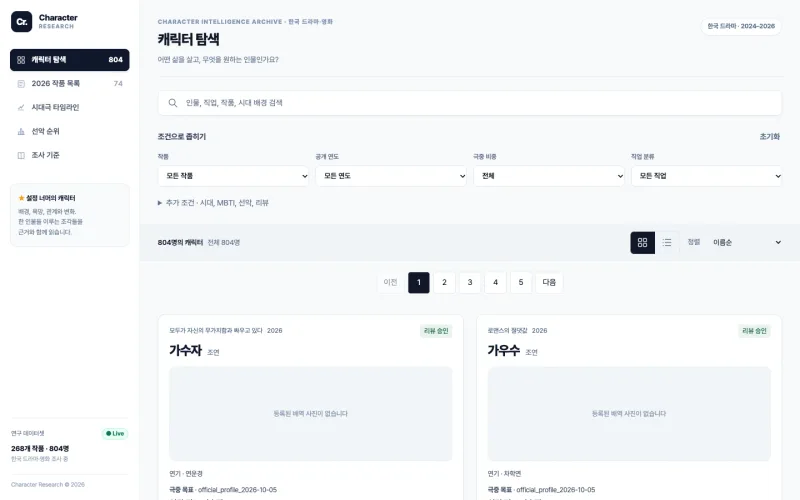 Cr.
Character
RESEARCH
캐릭터 탐색 804
2026 작품 목록 74
시대극 타임라인
선악 순위
조사 기준
★ 설정 너머의 캐릭터
배경, 욕망, 관계와 변화.
한 인물을 이루는 조각들을
근거와 함께 읽습니다.
연구 데이터셋 Live
268개 작품 · 804명
한국 드라마·영화 조사 중
Character Research © 2026
CHARACTER INTELLIGENCE ARCHIVE · 한국 드라마·영화
캐릭터 탐색
어떤 삶을 살고, 무엇을 원하는 인물인가요?
한국 드라마 · 2024–2026
인물, 직업, 작품, 시대 배경 검색
조건으로 좁히기 초기화
작품 공개 연도 극중 비중 직업 분류
모든 작품 모든 연도 전체 모든 직업
▶ 추가 조건 · 시대, MBTI, 선악, 리뷰
804명의 캐릭터 전체 804명 정렬 이름순
이전 1 2 3 4 5 다음
모두가 자신의 무가치함과 싸우고 있다 2026 리뷰 승인
가수자 조연
등록된 배역 사진이 없습니다
연기 · 연운경
극중 목표 · official_profile_2026-10-05
로맨스의 절댓값 2026 리뷰 승인
가우수 조연
등록된 배역 사진이 없습니다
연기 · 차학연
극중 목표 · official_profile_2026-10-05